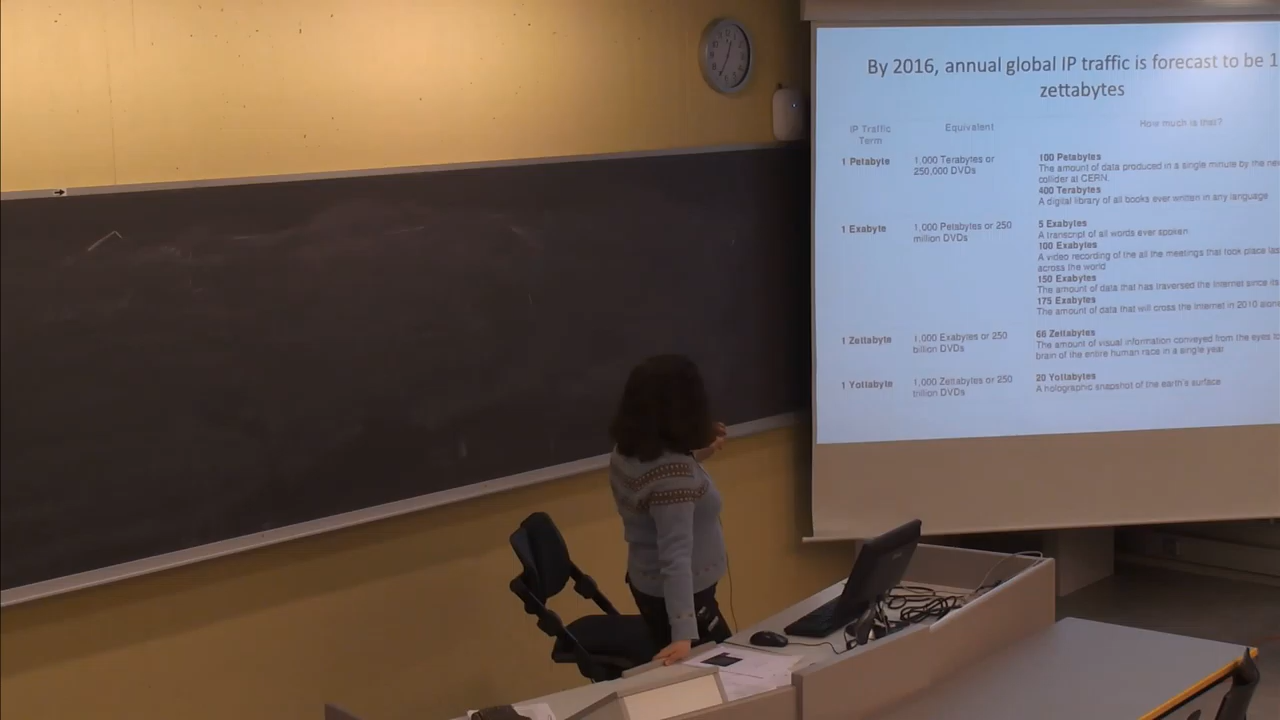 By 2016, annual global IP traffic is forecast to be 1
zettabytes
IP Traffic
Term
Equivalent
How much is that?
1 Petabyte
1,000 Terabytes or
250,000 DVDs
100 Petabytes
The amount of data produced in a single minute by the new
collider at CERN.
400 Terabytes
A digital library of all books ever written in any language
1 Exabyte
1,000 Petabytes or 250
million DVDs
5 Exabytes
A transcript of all words ever spoken
100 Exabytes
A video recording of the all the meetings that took place las
across the world
150 Exabytes
The amount of data that has traversed the Internet since its
175 Exabytes
The amount of data that will cross the Internet in 2010 alone
1 Zettabyte
1,000 Exabytes or 250
billion DVDs
66 Zettabytes
The amount of visual information conveyed from the eyes to
brain of the entire human race in a single year
1 Yottabyte
1,000 Zettabytes or 250
trillion DVDs
20 Yottabytes
A holographic snapshot of the earth's surface